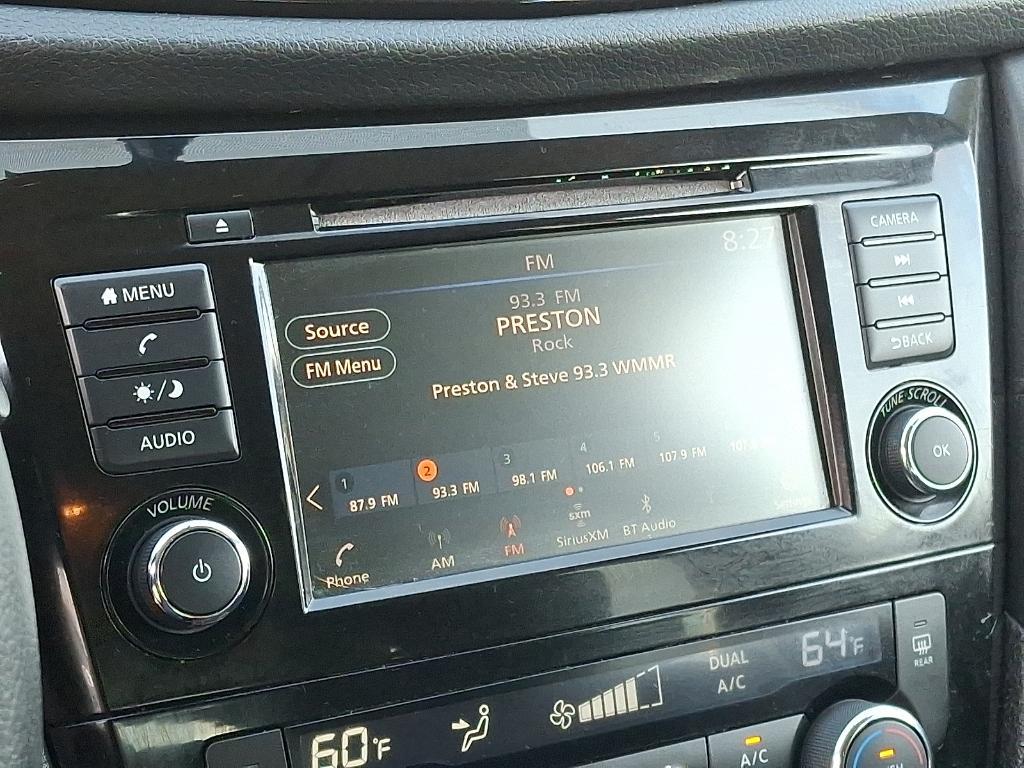 CAMERA
FM
8:27
MENU
93.3 FM
PRESTON
Source
Rock
BACK
FM Menu
Preston & Steve 93.3 WMMR
AUDIO
TUNE·SCROLL
OK
1 2 3 4 5
87.9 FM 93.3 FM 98.1 FM 106.1 FM 107.9 FM
VOLUME
sxm
Phone AM FM SiriusXM BT Audio
64°F
DUAL
A/C
REAR
60°F
A/C